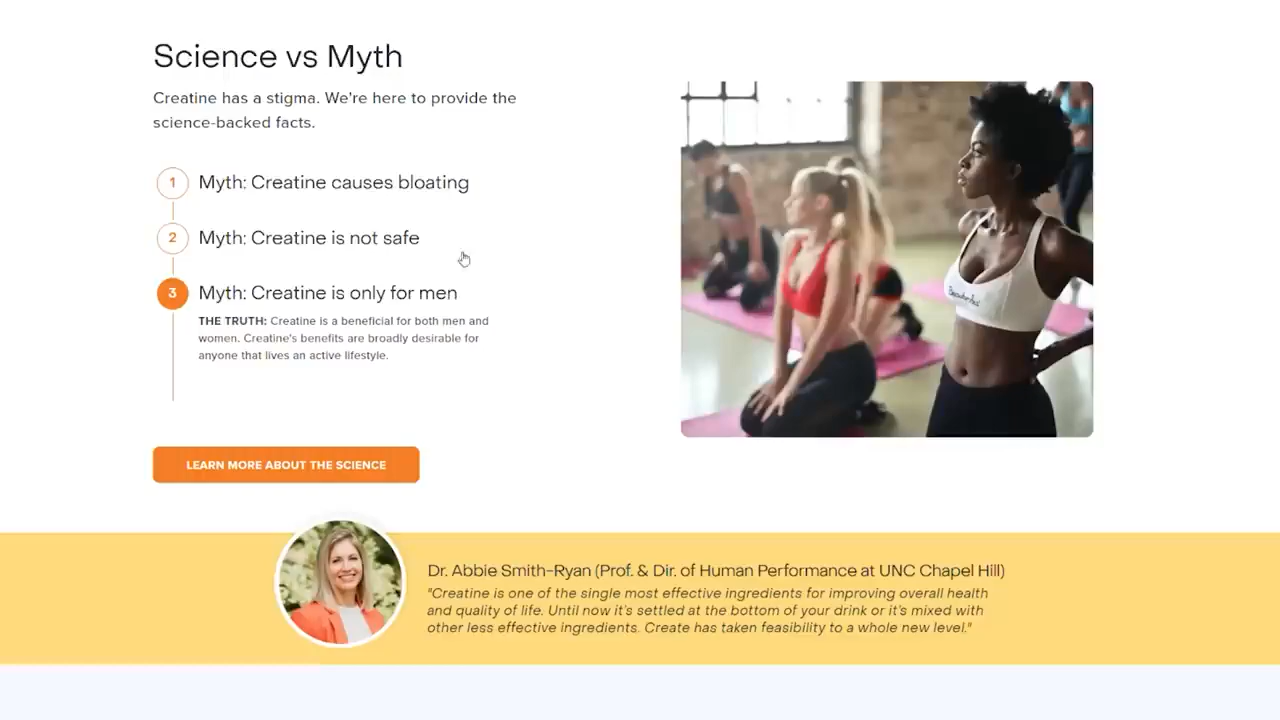 Science vs Myth
Creatine has a stigma. We're here to provide the
science-backed facts.
1 Myth: Creatine causes bloating
2 Myth: Creatine is not safe
3 Myth: Creatine is only for men
THE TRUTH: Creatine is a beneficial for both men and
women. Creatine's benefits are broadly desirable for
anyone that lives an active lifestyle.
LEARN MORE ABOUT THE SCIENCE
Dr. Abbie Smith-Ryan (Prof. & Dir. of Human Performance at UNC Chapel Hill)
"Creatine is one of the single most effective ingredients for improving overall health
and quality of life. Until now it's settled at the bottom of your drink or it's mixed with
other less effective ingredients. Create has taken feasibility to a whole new level."